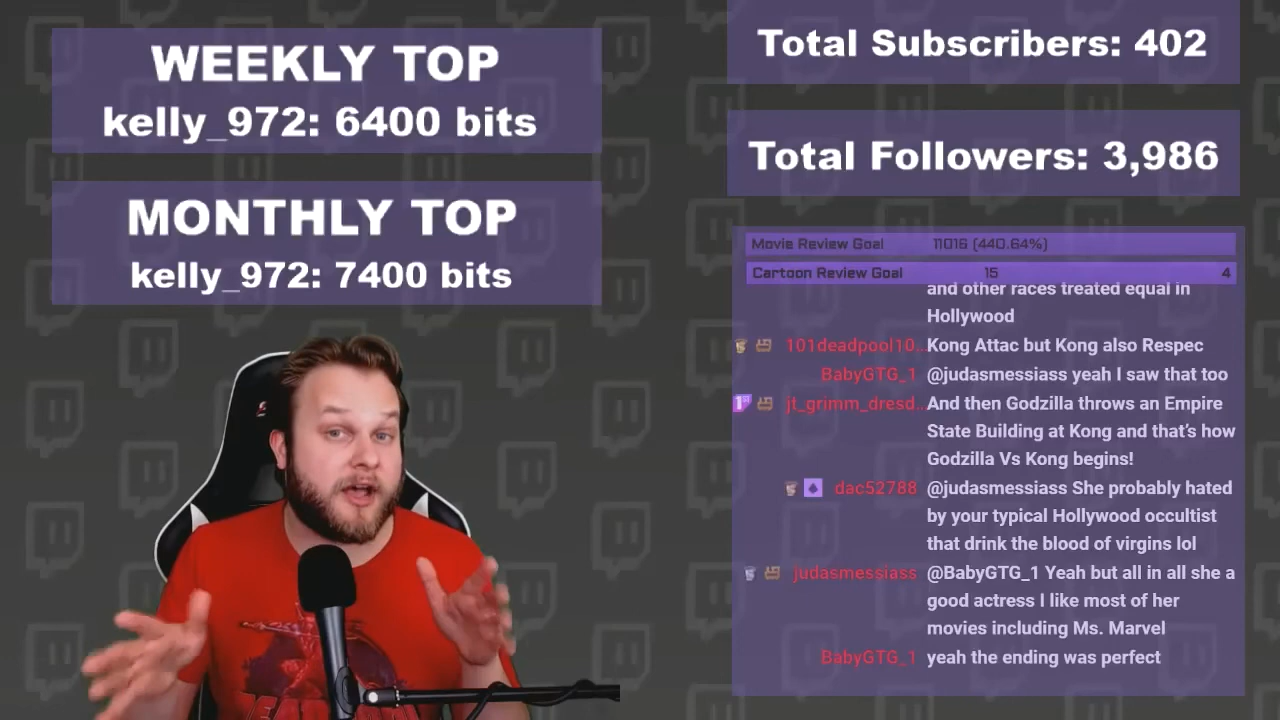 WEEKLY TOP
kelly_972: 6400 bits
MONTHLY TOP
kelly_972: 7400 bits
Total Subscribers: 402
Total Followers: 3,986
Movie Review Goal 11016 (440.64%)
Cartoon Review Goal 15 4
and other races treated equal in
Hollywood
101deadpool10... Kong Attac but Kong also Respec
BabyGTG_1 @judasmessiass yeah I saw that too
jt_grimm_dresd... And then Godzilla throws an Empire
State Building at Kong and that's how
Godzilla Vs Kong begins!
dac52788 @judasmessiass She probably hated
by your typical Hollywood occultist
that drink the blood of virgins lol
judasmessiass @BabyGTG_1 Yeah but all in all she a
good actress I like most of her
movies including Ms. Marvel
BabyGTG_1 yeah the ending was perfect